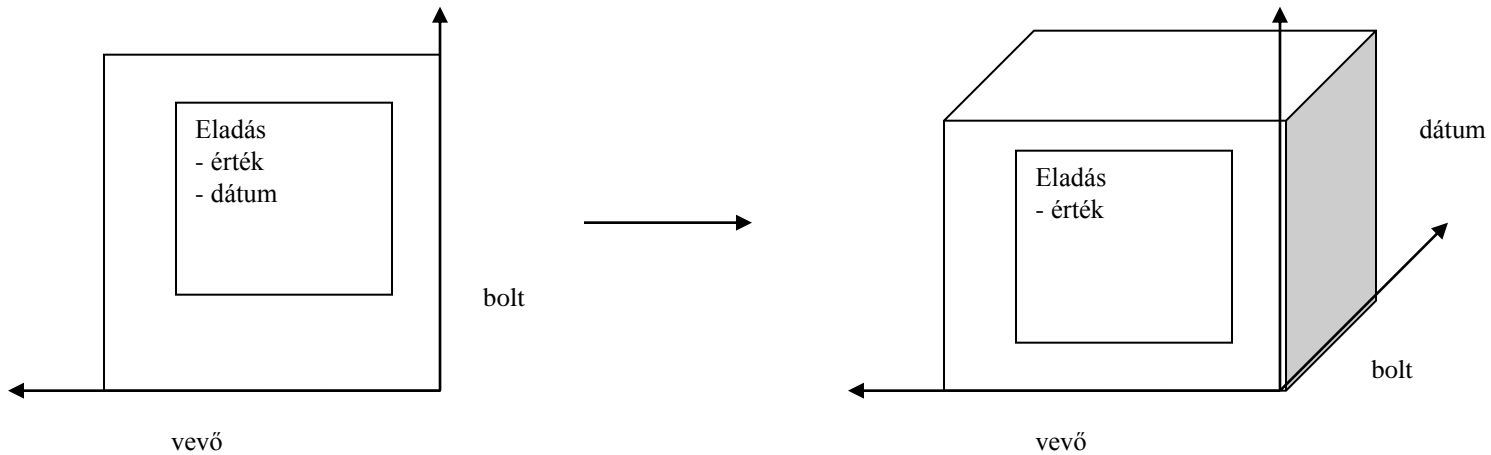 Eladás
- érték
- dátum
bolt
vevő
dátum
Eladás
- érték
bolt
vevő